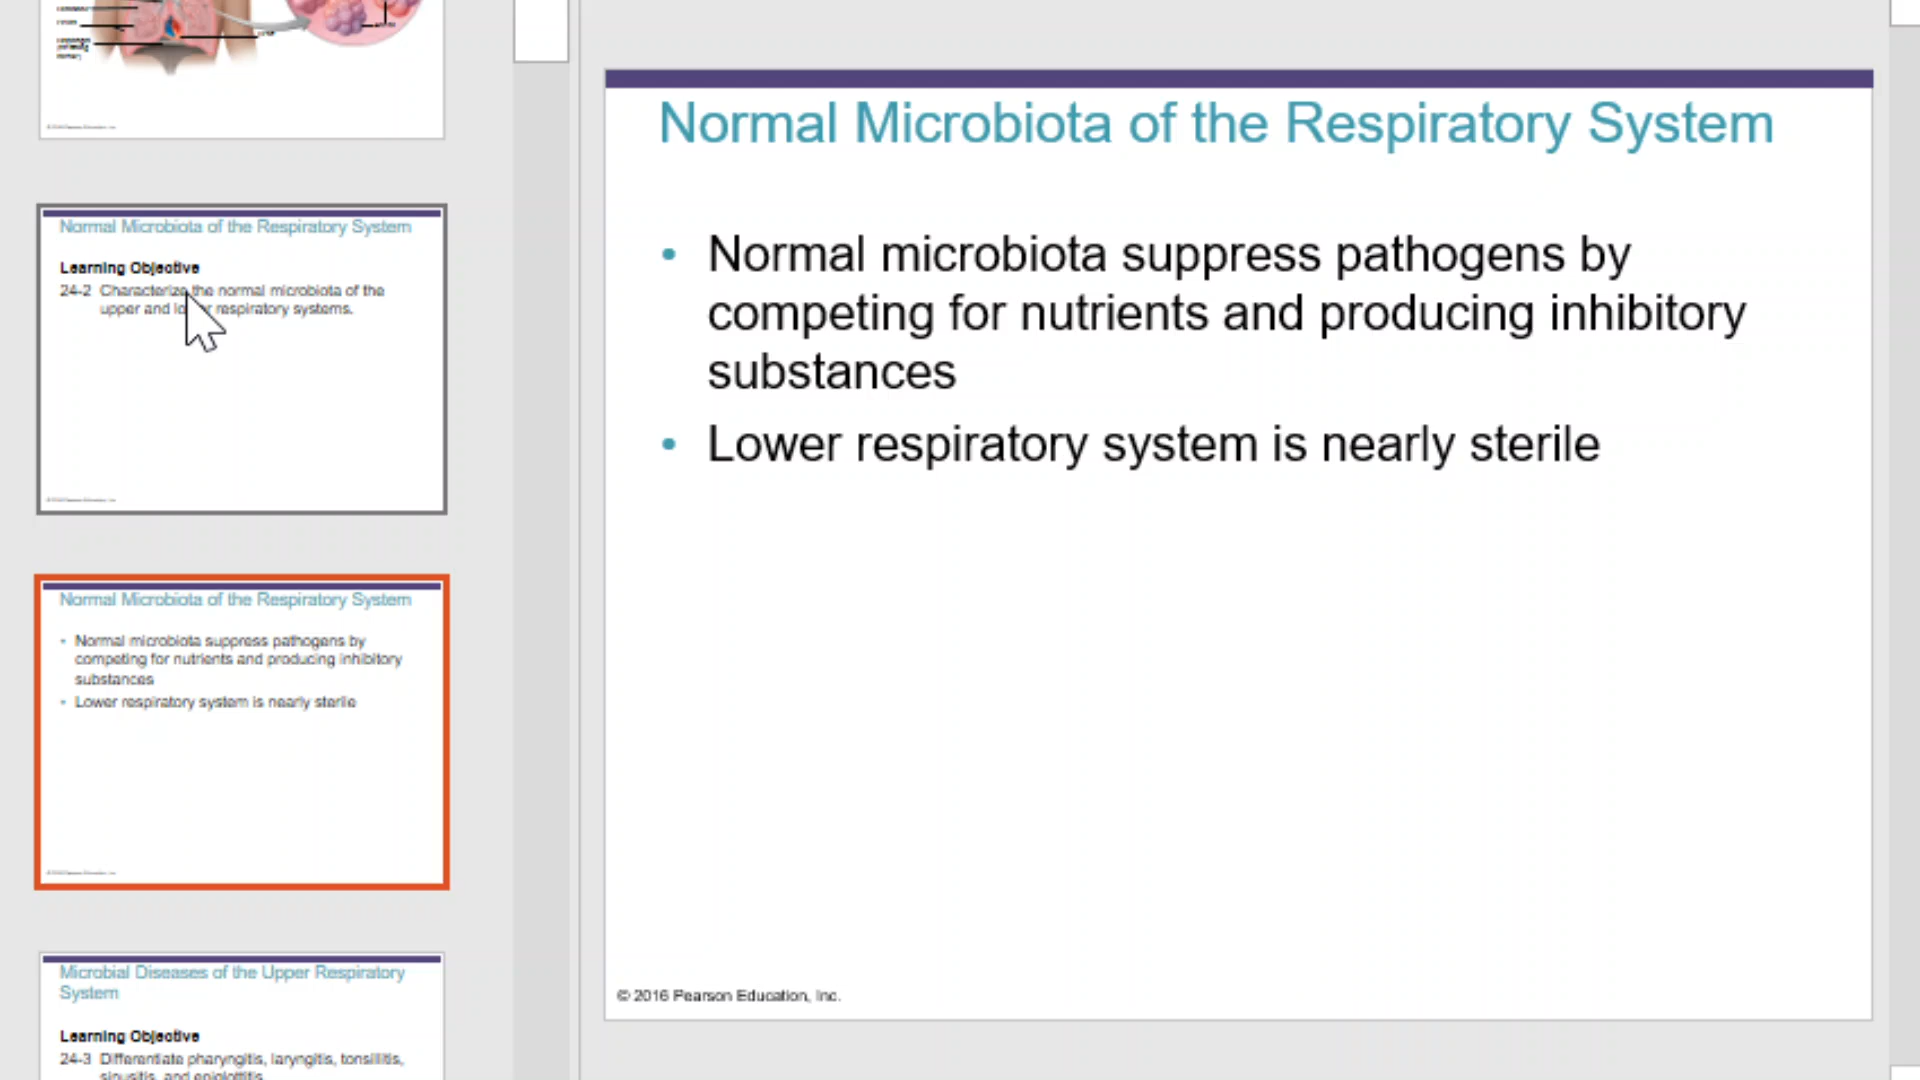 Normal Microbiota of the Respiratory System
Learning Objective
24-2 Characterize the normal microbiota of the
upper and respiratory systems.
Normal Microbiota of the Respiratory System
• Normal microbiota suppress pathogens by
competing for nutrients and producing inhibitory
substances
• Lower respiratory system is nearly sterile
Microbial Diseases of the Upper Respiratory
System
Learning Objective
24-3 Differentiate pharyngitis, laryngitis, tonsillitis,
sinusitis, and epiglottitis.
Normal Microbiota of the Respiratory System
• Normal microbiota suppress pathogens by
competing for nutrients and producing inhibitory
substances
• Lower respiratory system is nearly sterile
© 2016 Pearson Education, Inc.